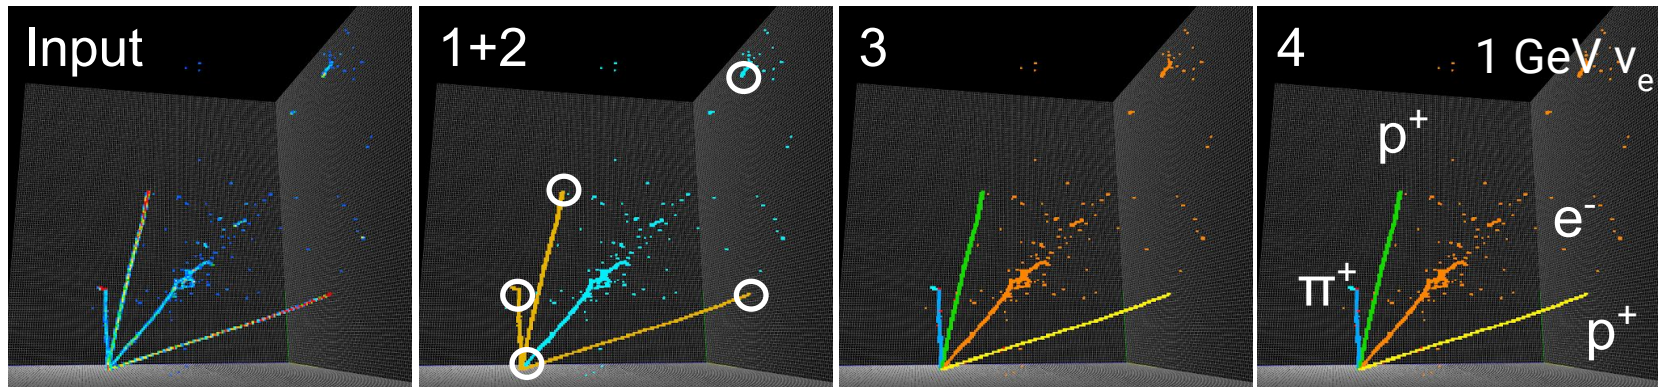 Input
1+2
3
4
1 GeV νₑ
p⁺
e⁻
π⁺
p⁺